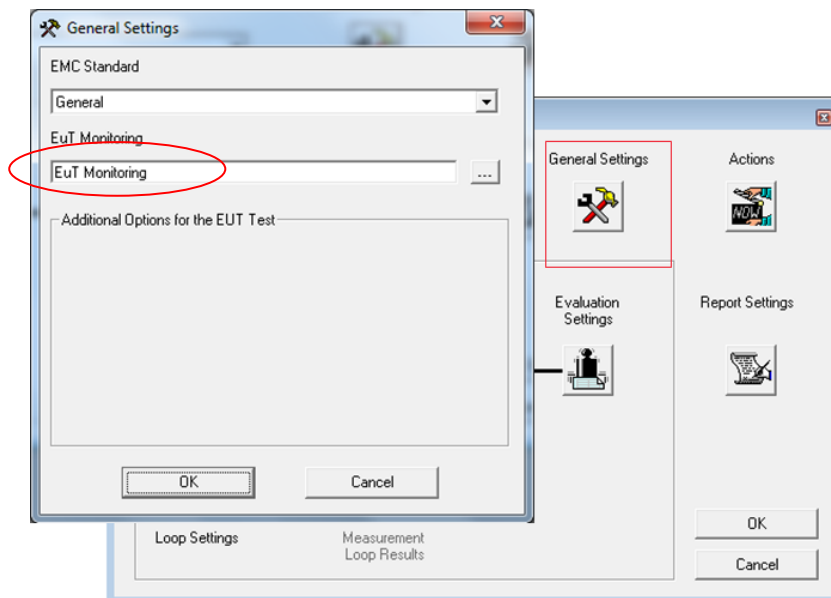 General Settings
EMC Standard
General
EuT Monitoring
EuT Monitoring
...
Additional Options for the EUT Test
OK
Cancel
General Settings
Actions
NOW
Evaluation
Settings
Report Settings
Loop Settings
Measurement
Loop Results
OK
Cancel